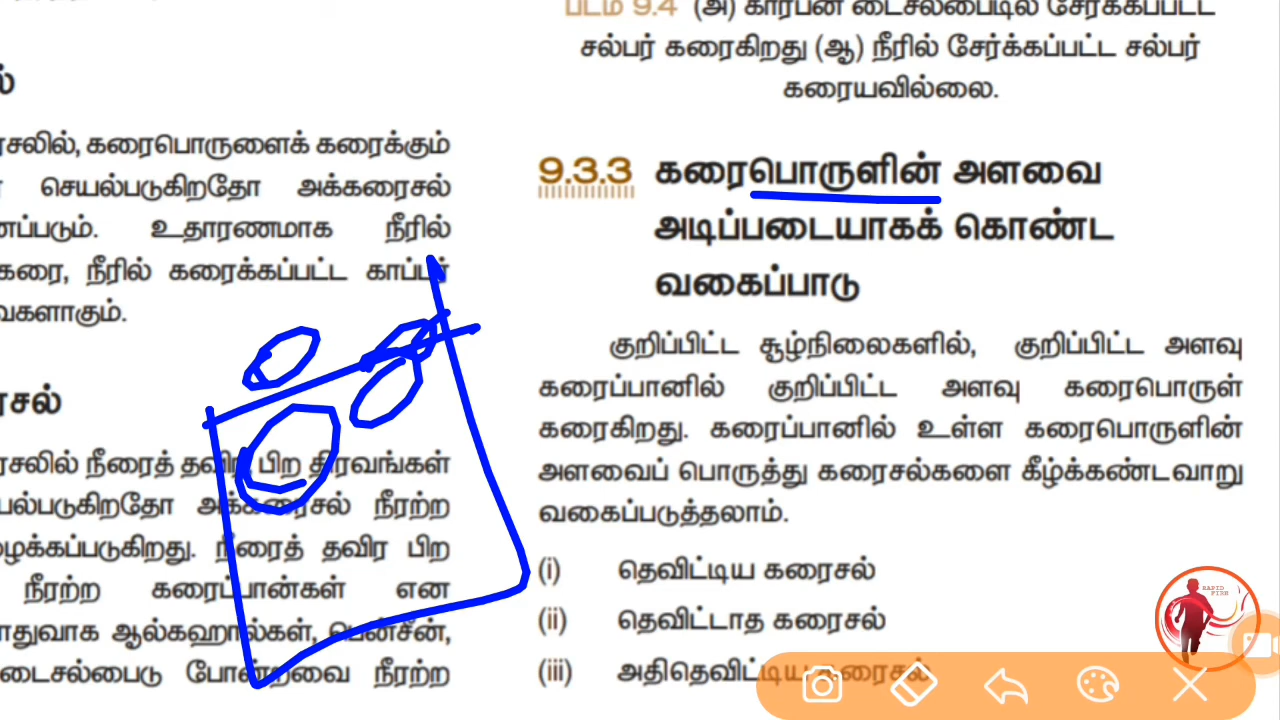 ல்
ரசலில், கரைபொருளைக் கரைக்கும்
செயல்படுகிறதோ அக்கரைசல்
னப்படும். உதாரணமாக நீரில்
கரை, நீரில் கரைக்கப்பட்ட காப்பர்
வகளாகும்.
ரசல்
ரசலில் நீரைத் தவிர பிற திரவங்கள்
யல்படுகிறதோ அக்கரைசல் நீரற்ற
ழைக்கப்படுகிறது. நீரைத் தவிர பிற
நீரற்ற கரைப்பான்கள் என
ாதுவாக ஆல்கஹால்கள், பென்சீன்,
டைசல்பைடு போன்றவை நீரற்ற
படம் 9.4 (அ) கார்பன் டைசல்பைடில் சேர்க்கப்பட்ட
சல்பர் கரைகிறது (ஆ) நீரில் சேர்க்கப்பட்ட சல்பர்
கரையவில்லை.
9.3.3 கரைபொருளின் அளவை
அடிப்படையாகக் கொண்ட
வகைப்பாடு
குறிப்பிட்ட சூழ்நிலைகளில், குறிப்பிட்ட அளவு
கரைப்பானில் குறிப்பிட்ட அளவு கரைபொருள்
கரைகிறது. கரைப்பானில் உள்ள கரைபொருளின்
அளவைப் பொருத்து கரைசல்களை கீழ்க்கண்டவாறு
வகைப்படுத்தலாம்.
(i) தெவிட்டிய கரைசல்
(ii) தெவிட்டாத கரைசல்
(iii) அதிதெவிட்டிய கரைசல்
RAPID